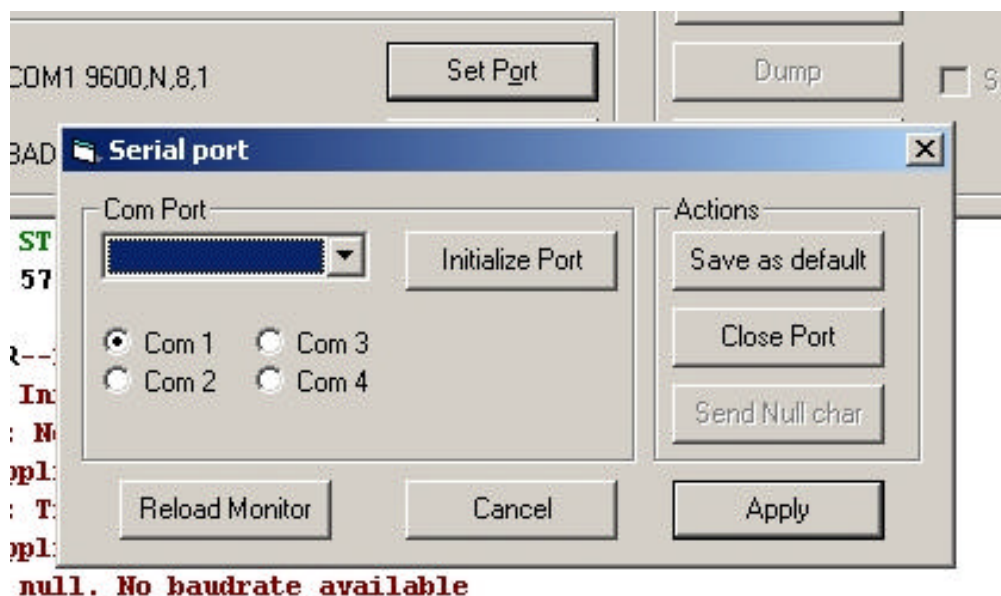 COM1 9600,N,8,1
Set Port
Dump
Serial port
Com Port
Initialize Port
Com 1
Com 3
Com 2
Com 4
Actions
Save as default
Close Port
Send Null char
Reload Monitor
Cancel
Apply
ST
57
null. No baudrate available